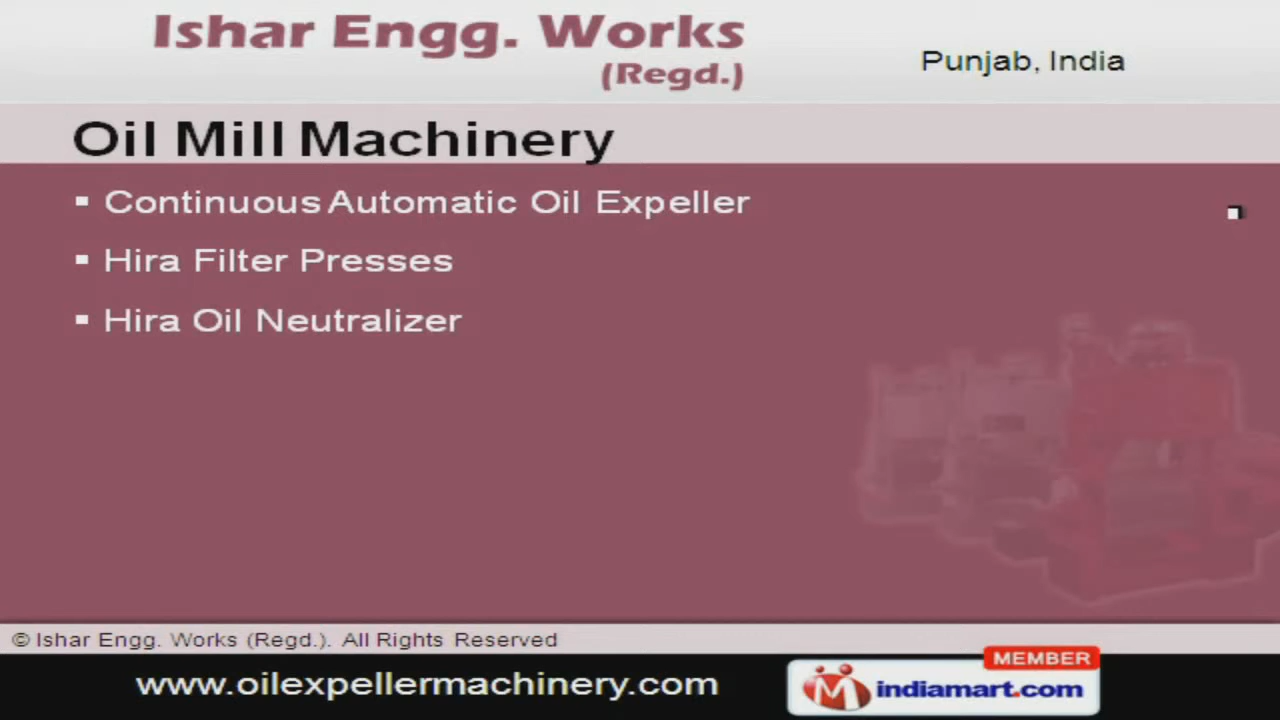 Ishar Engg. Works
(Regd.)
Punjab, India
Oil Mill Machinery
▪ Continuous Automatic Oil Expeller
▪ Hira Filter Presses
▪ Hira Oil Neutralizer
© Ishar Engg. Works (Regd.). All Rights Reserved
www.oilexpellermachinery.com
MEMBER
indiamart.com